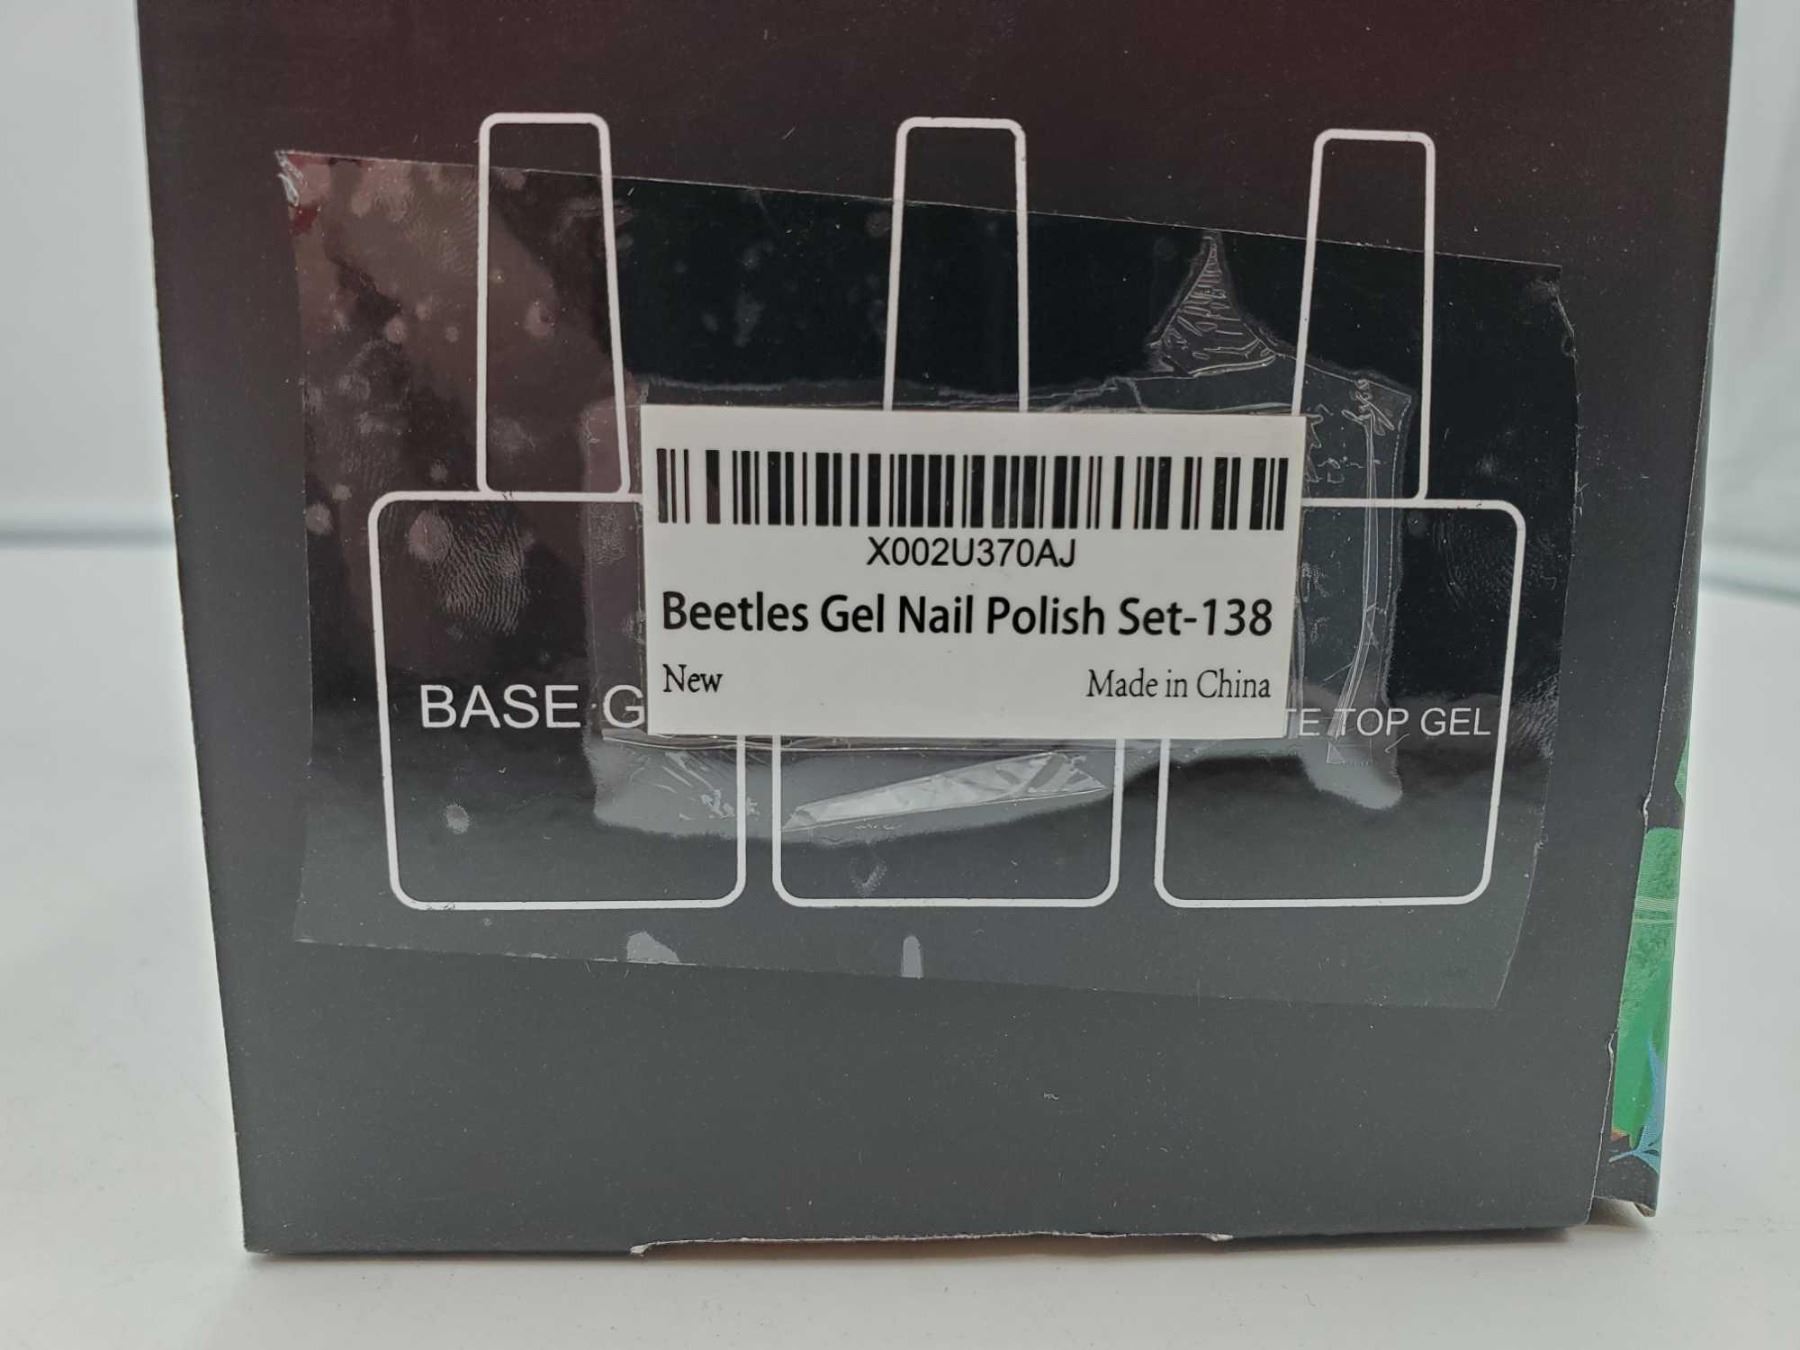 X002U370AJ
Beetles Gel Nail Polish Set-138
New Made in China
BASE G
TE TOP GEL